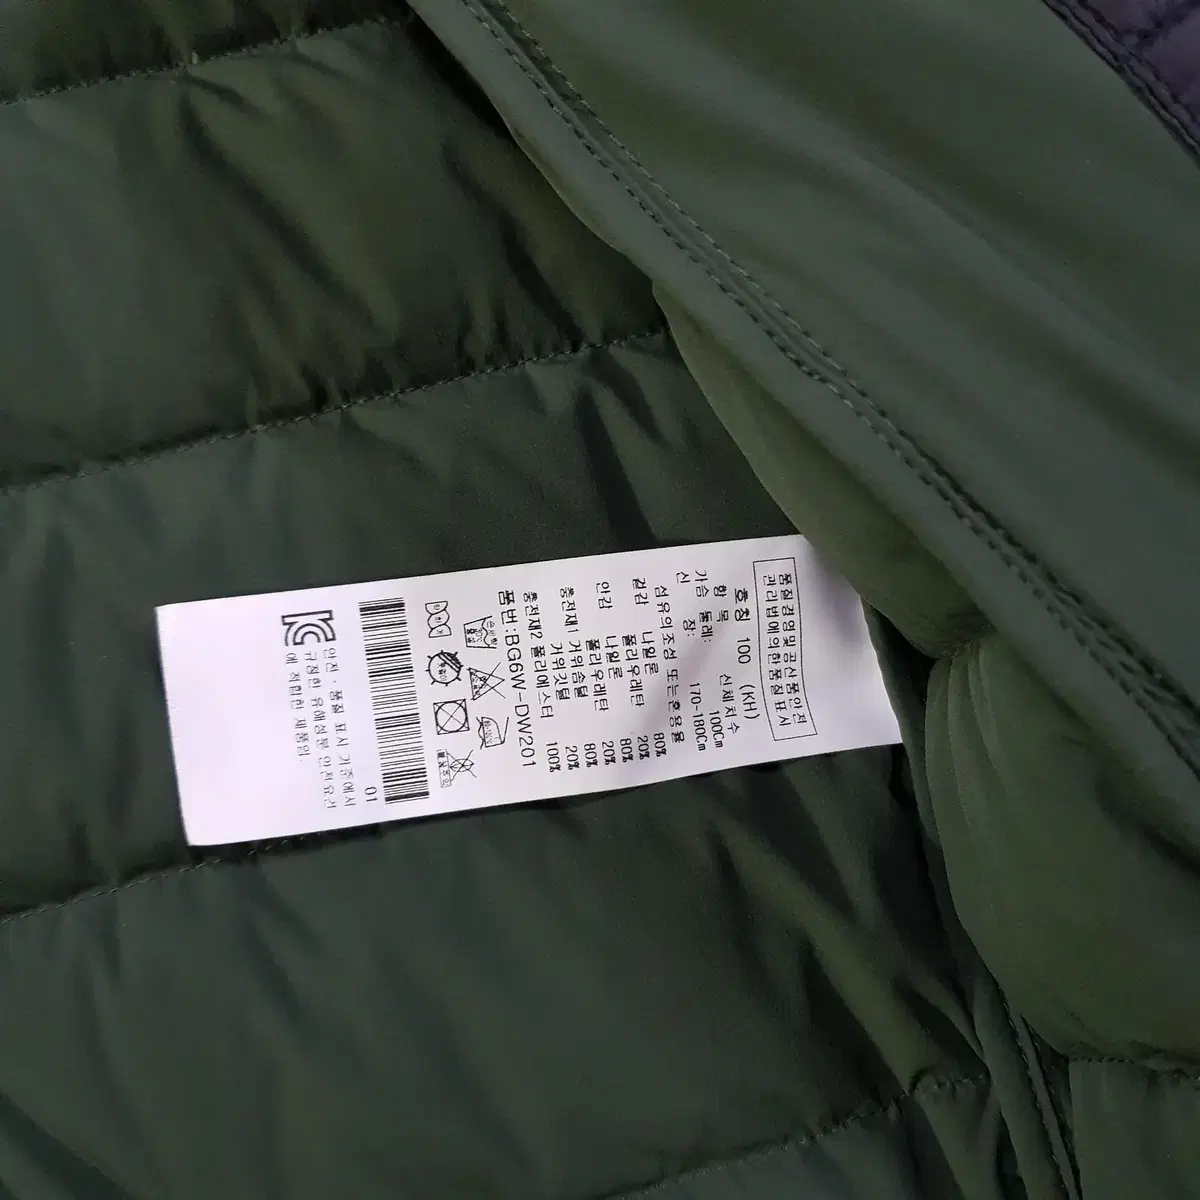 품질경영및공산품안전
관리법에의한품질표시
호칭 100 (KH)
항목 신체치수
가슴둘레: 100Cm
신 장: 170-180Cm
섬유의조성 또는혼용율
겉감 나일론 80%
폴리우레탄 20%
안감 나일론 80%
폴리우레탄 20%
충전재1 거위솜털 80%
거위깃털 20%
충전재2 폴리에스터 100%
품번:BG6W-DW201
01
안전·품질 표시 기준에서
규정한 유해성분 안전요건
에 적합한 제품임.